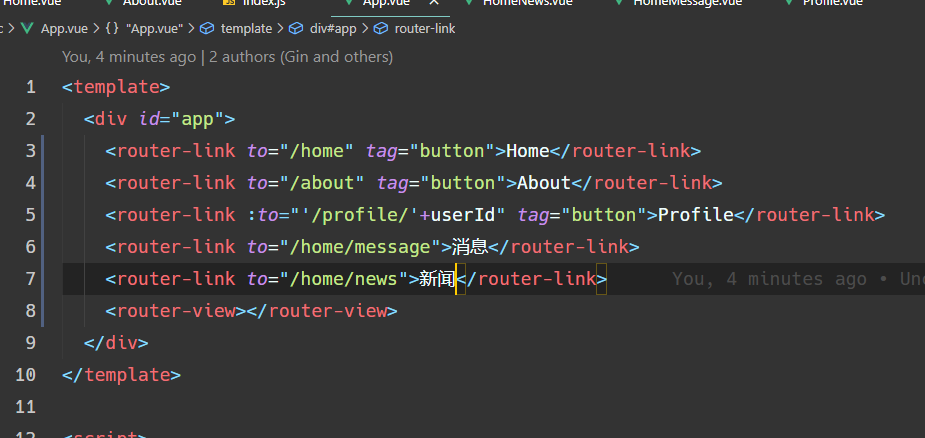 Home.vue About.vue index.js App.vue × HomeNews.vue HomeMessage.vue Profile.vue
c > App.vue > {} "App.vue" > template > div#app > router-link
You, 4 minutes ago | 2 authors (Gin and others)
1 <template>
2 <div id="app">
3 <router-link to="/home" tag="button">Home</router-link>
4 <router-link to="/about" tag="button">About</router-link>
5 <router-link :to="'/profile/'+userId" tag="button">Profile</router-link>
6 <router-link to="/home/message">消息</router-link>
7 <router-link to="/home/news">新闻</router-link> You, 4 minutes ago • Unc
8 <router-view></router-view>
9 </div>
10 </template>
11
12 <script>